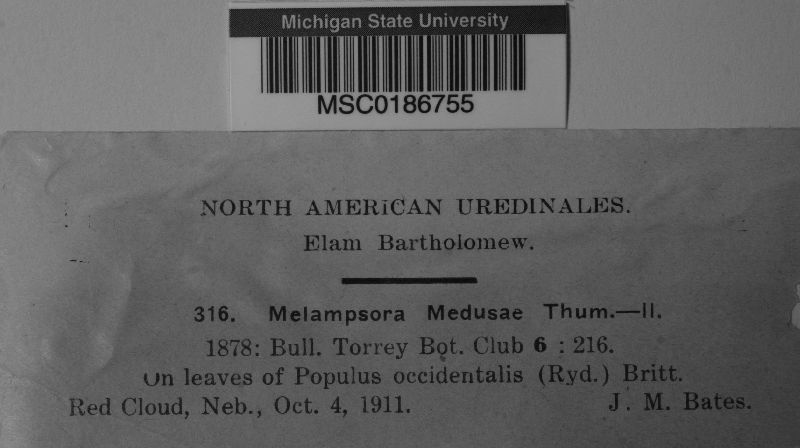 Michigan State University
MSC0186755
NORTH AMERICAN UREDINALES.
Elam Bartholomew.
316. Melampsora Medusae Thum.—II.
1878: Bull. Torrey Bot. Club 6 : 216.
On leaves of Populus occidentalis (Ryd.) Britt.
Red Cloud, Neb., Oct. 4, 1911. J. M. Bates.